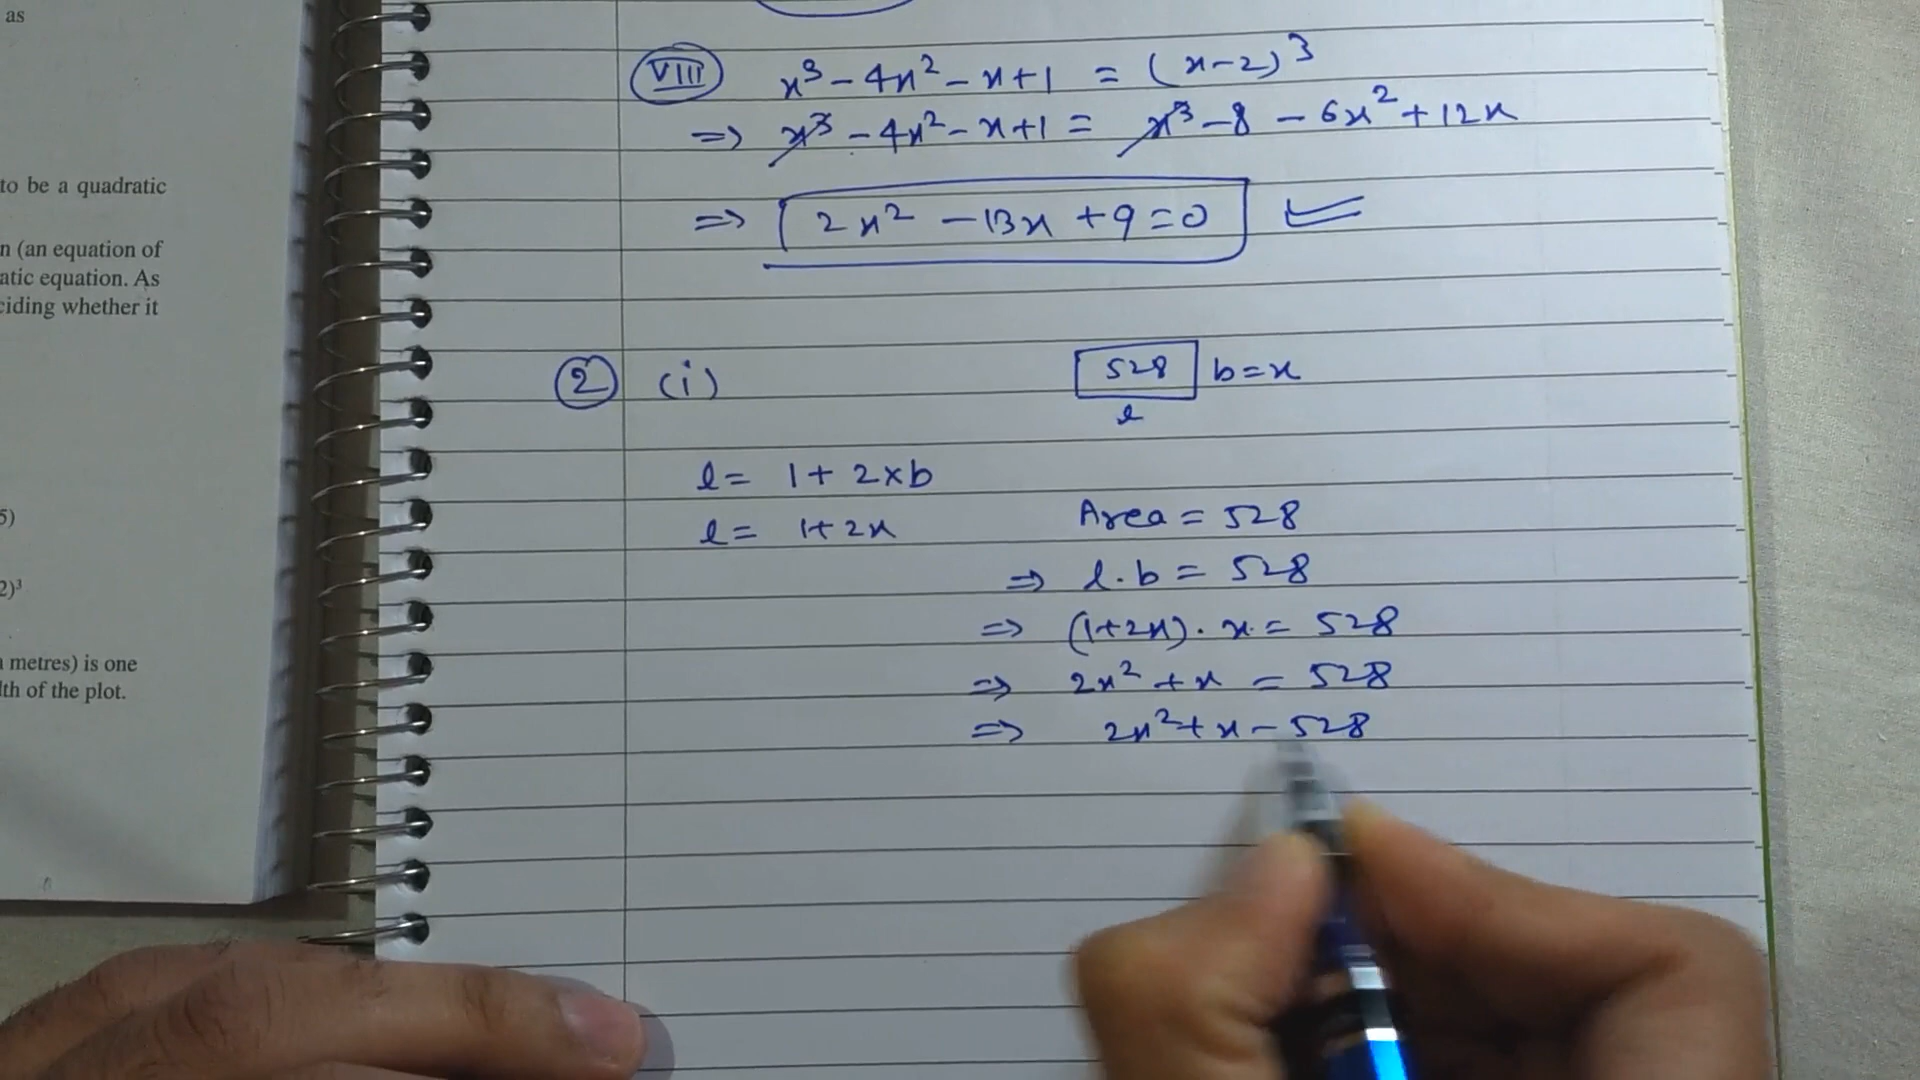 as
to be a quadratic
n (an equation of
atic equation. As
ciding whether it
5)
2)³
metres) is one
lth of the plot.
VIII x³ - 4x² - x + 1 = (x-2)³
⇒ x³ - 4x² - x + 1 = x³ - 8 - 6x² + 12x
⇒ 2x² - 13x + 9 = 0
2 (i) 528 b = x
l
l = 1 + 2×b
l = 1 + 2x
Area = 528
⇒ l . b = 528
⇒ (1+2x) . x = 528
⇒ 2x² + x = 528
⇒ 2x² + x - 528